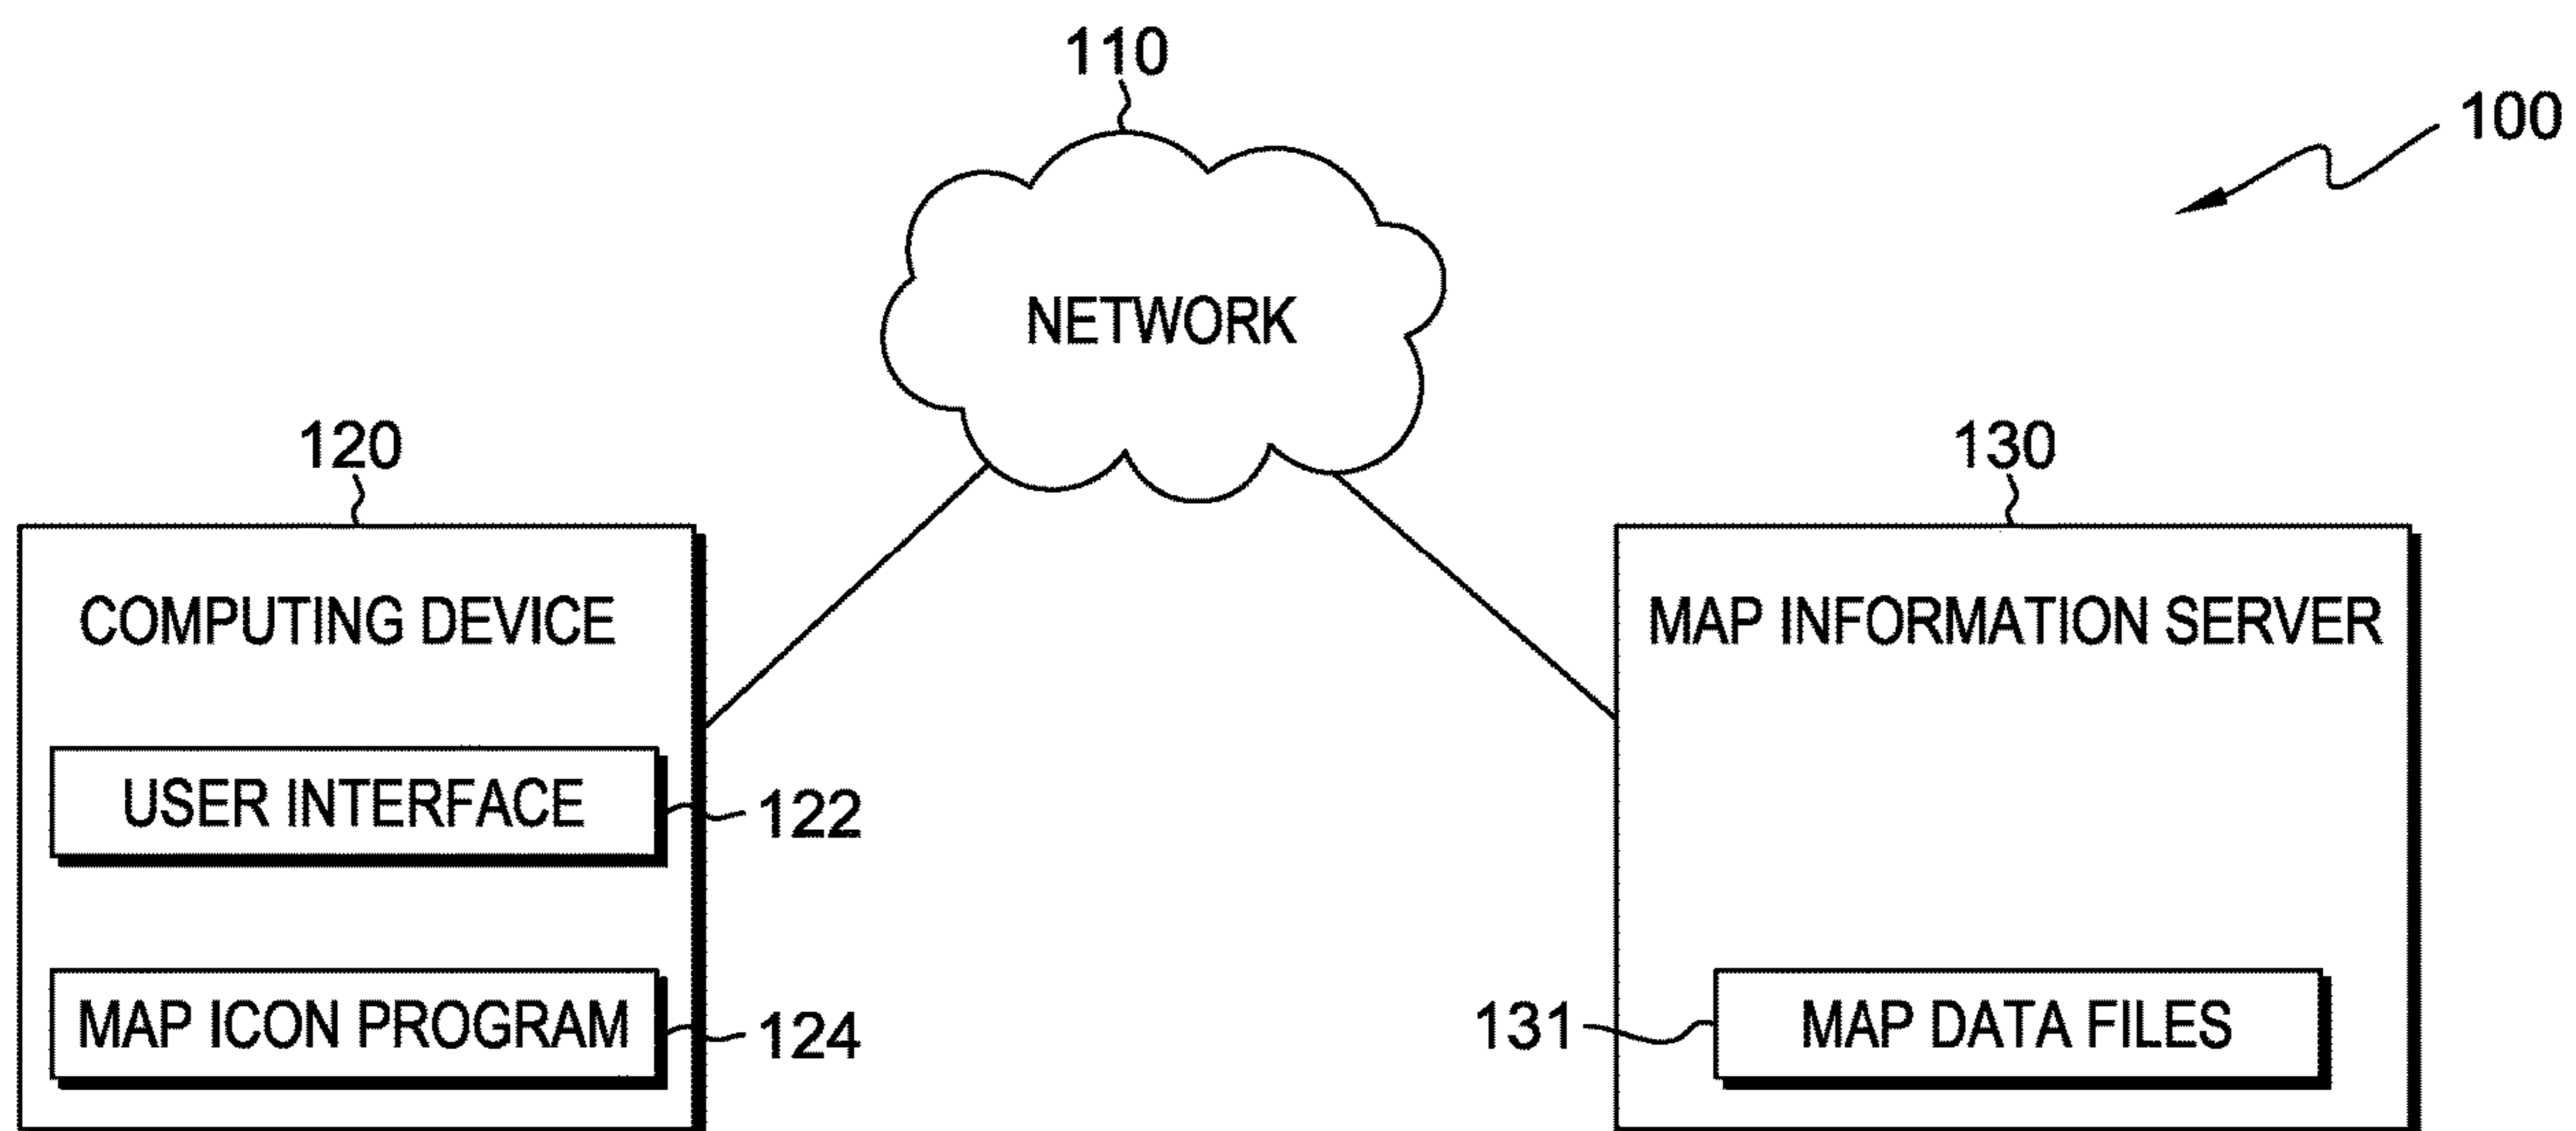 110
100
NETWORK
120
130
COMPUTING DEVICE
MAP INFORMATION SERVER
USER INTERFACE
122
MAP ICON PROGRAM
124
131
MAP DATA FILES